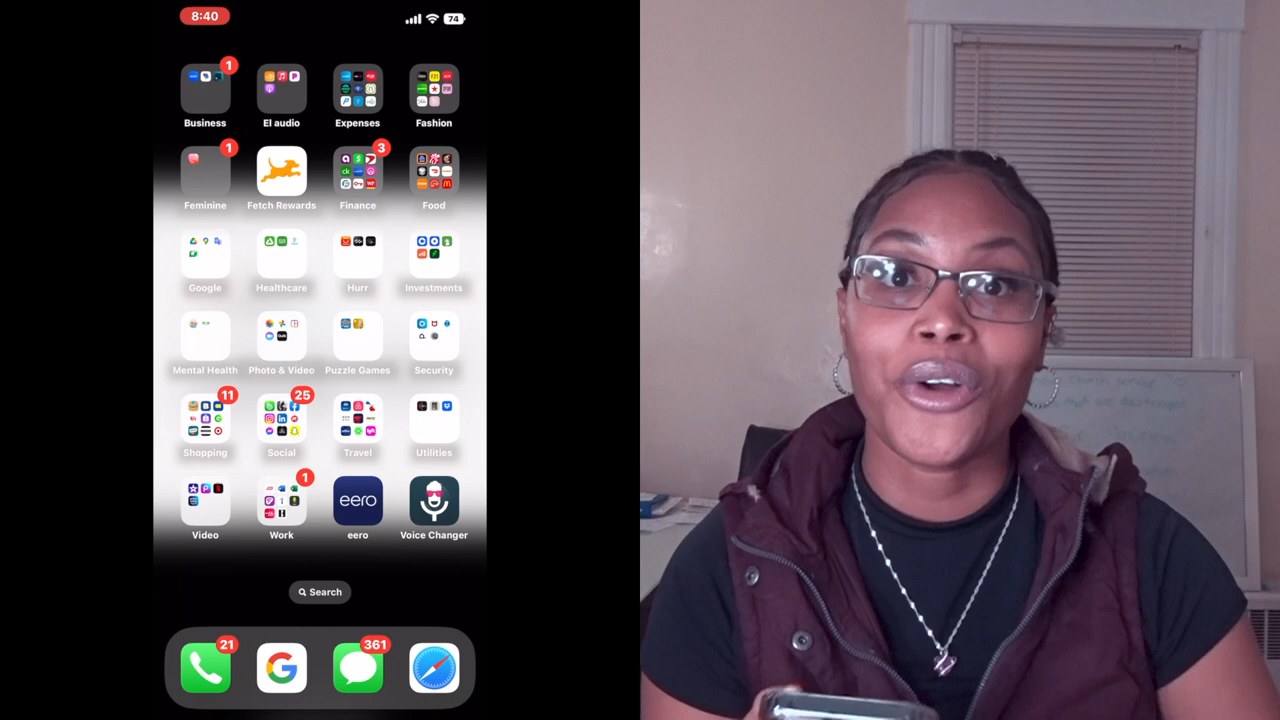 8:40
74
1
Business
El audio
Expenses
Fashion
1
3
Feminine
Fetch Rewards
Finance
Food
Google
Healthcare
Hurr
Investments
Mental Health
Photo & Video
Puzzle Games
Security
11
25
Shopping
Social
Travel
Utilities
1
eero
Video
Work
eero
Voice Changer
Search
21
361